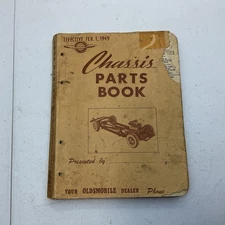 EFFECTIVE FEB. 1, 1949
Chassis
PARTS
BOOK
Presented by
YOUR OLDSMOBILE DEALER Phone